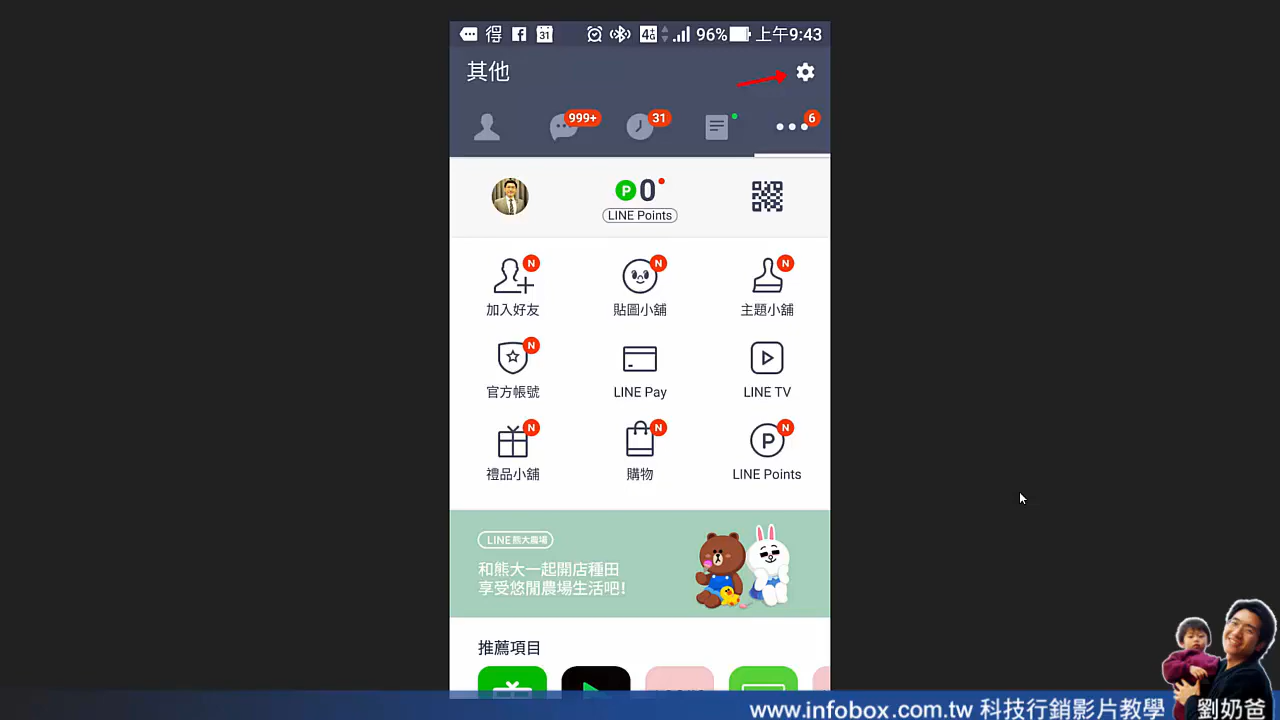 得 31 4G 96% 上午9:43
其他
999+ 31 6
P 0
LINE Points
N N N
加入好友 貼圖小舖 主題小舖
N
官方帳號 LINE Pay LINE TV
N N P N
禮品小舖 購物 LINE Points
LINE熊大農場
和熊大一起開店種田
享受悠閒農場生活吧!
推薦項目
www.infobox.com.tw 科技行銷影片教學 劉奶爸